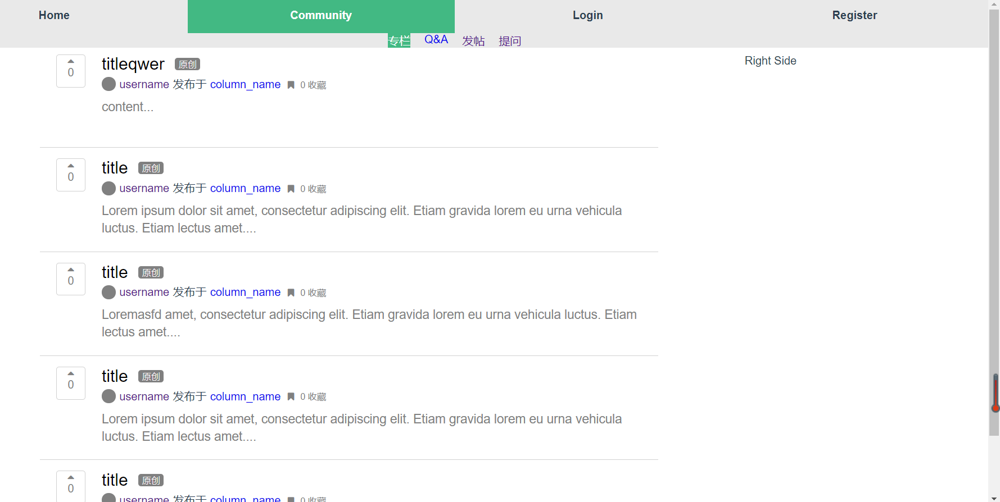 Home Community Login Register
专栏 Q&A 发帖 提问
titleqwer 原创
0
username 发布于 column_name 0 收藏
content...
Right Side
title 原创
0
username 发布于 column_name 0 收藏
Lorem ipsum dolor sit amet, consectetur adipiscing elit. Etiam gravida lorem eu urna vehicula
luctus. Etiam lectus amet....
title 原创
0
username 发布于 column_name 0 收藏
Loremasfd amet, consectetur adipiscing elit. Etiam gravida lorem eu urna vehicula luctus. Etiam
lectus amet....
title 原创
0
username 发布于 column_name 0 收藏
Lorem ipsum dolor sit amet, consectetur adipiscing elit. Etiam gravida lorem eu urna vehicula
luctus. Etiam lectus amet....
title 原创
0
username 发布于 column_name 0 收藏